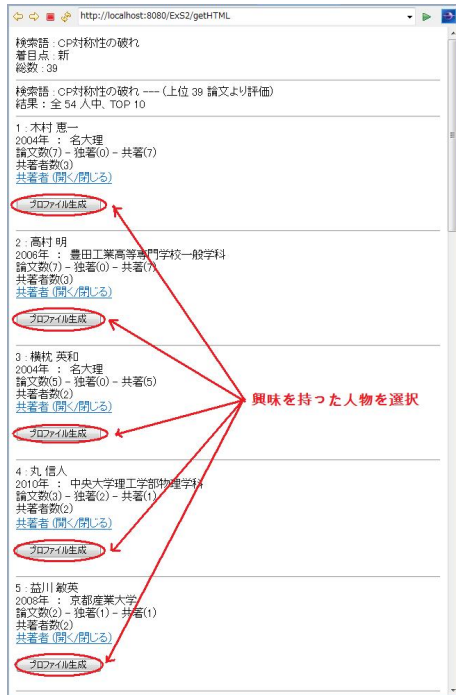 http://localhost:8080/ExS2/getHTML
検索語 : CP対称性の破れ
着目点 : 新
総数 : 39
検索語 : CP対称性の破れ --- (上位 39 論文より評価)
結果 : 全 54 人中、TOP 10
1 : 木村 恵一
2004年 : 名大理
論文数(7) - 独著(0) - 共著(7)
共著者数(3)
共著者 (開く/閉じる)
プロファイル生成
2 : 高村 明
2006年 : 豊田工業高等専門学校一般学科
論文数(7) - 独著(0) - 共著(7)
共著者数(3)
共著者 (開く/閉じる)
プロファイル生成
3 : 横枕 英和
2004年 : 名大理
論文数(5) - 独著(0) - 共著(5)
共著者数(2)
共著者 (開く/閉じる)
プロファイル生成
興味を持った人物を選択
4 : 丸 信人
2010年 : 中央大学理工学部物理学科
論文数(3) - 独著(2) - 共著(1)
共著者数(2)
共著者 (開く/閉じる)
プロファイル生成
5 : 益川 敏英
2008年 : 京都産業大学
論文数(2) - 独著(1) - 共著(1)
共著者数(2)
共著者 (開く/閉じる)
プロファイル生成